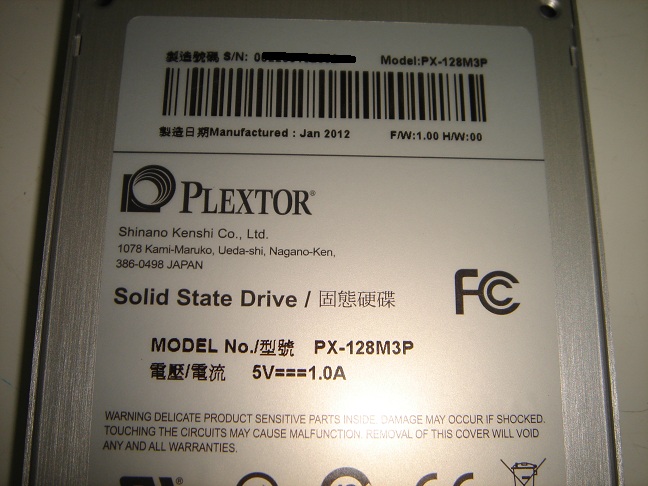 製造號碼 S/N: 0 Model:PX-128M3P
製造日期Manufactured : Jan 2012 F/W:1.00 H/W:00
PLEXTOR®
Shinano Kenshi Co., Ltd.
1078 Kami-Maruko, Ueda-shi, Nagano-Ken,
386-0498 JAPAN
FC
Solid State Drive / 固態硬碟
MODEL No./型號 PX-128M3P
電壓/電流 5V===1.0A
WARNING DELICATE PRODUCT SENSITIVE PARTS INSIDE. DAMAGE MAY OCCUR IF SHOCKED.
TOUCHING THE CIRCUITS MAY CAUSE MALFUNCTION. REMOVAL OF THIS COVER WILL VOID
ANY AND ALL WARRANTIES.